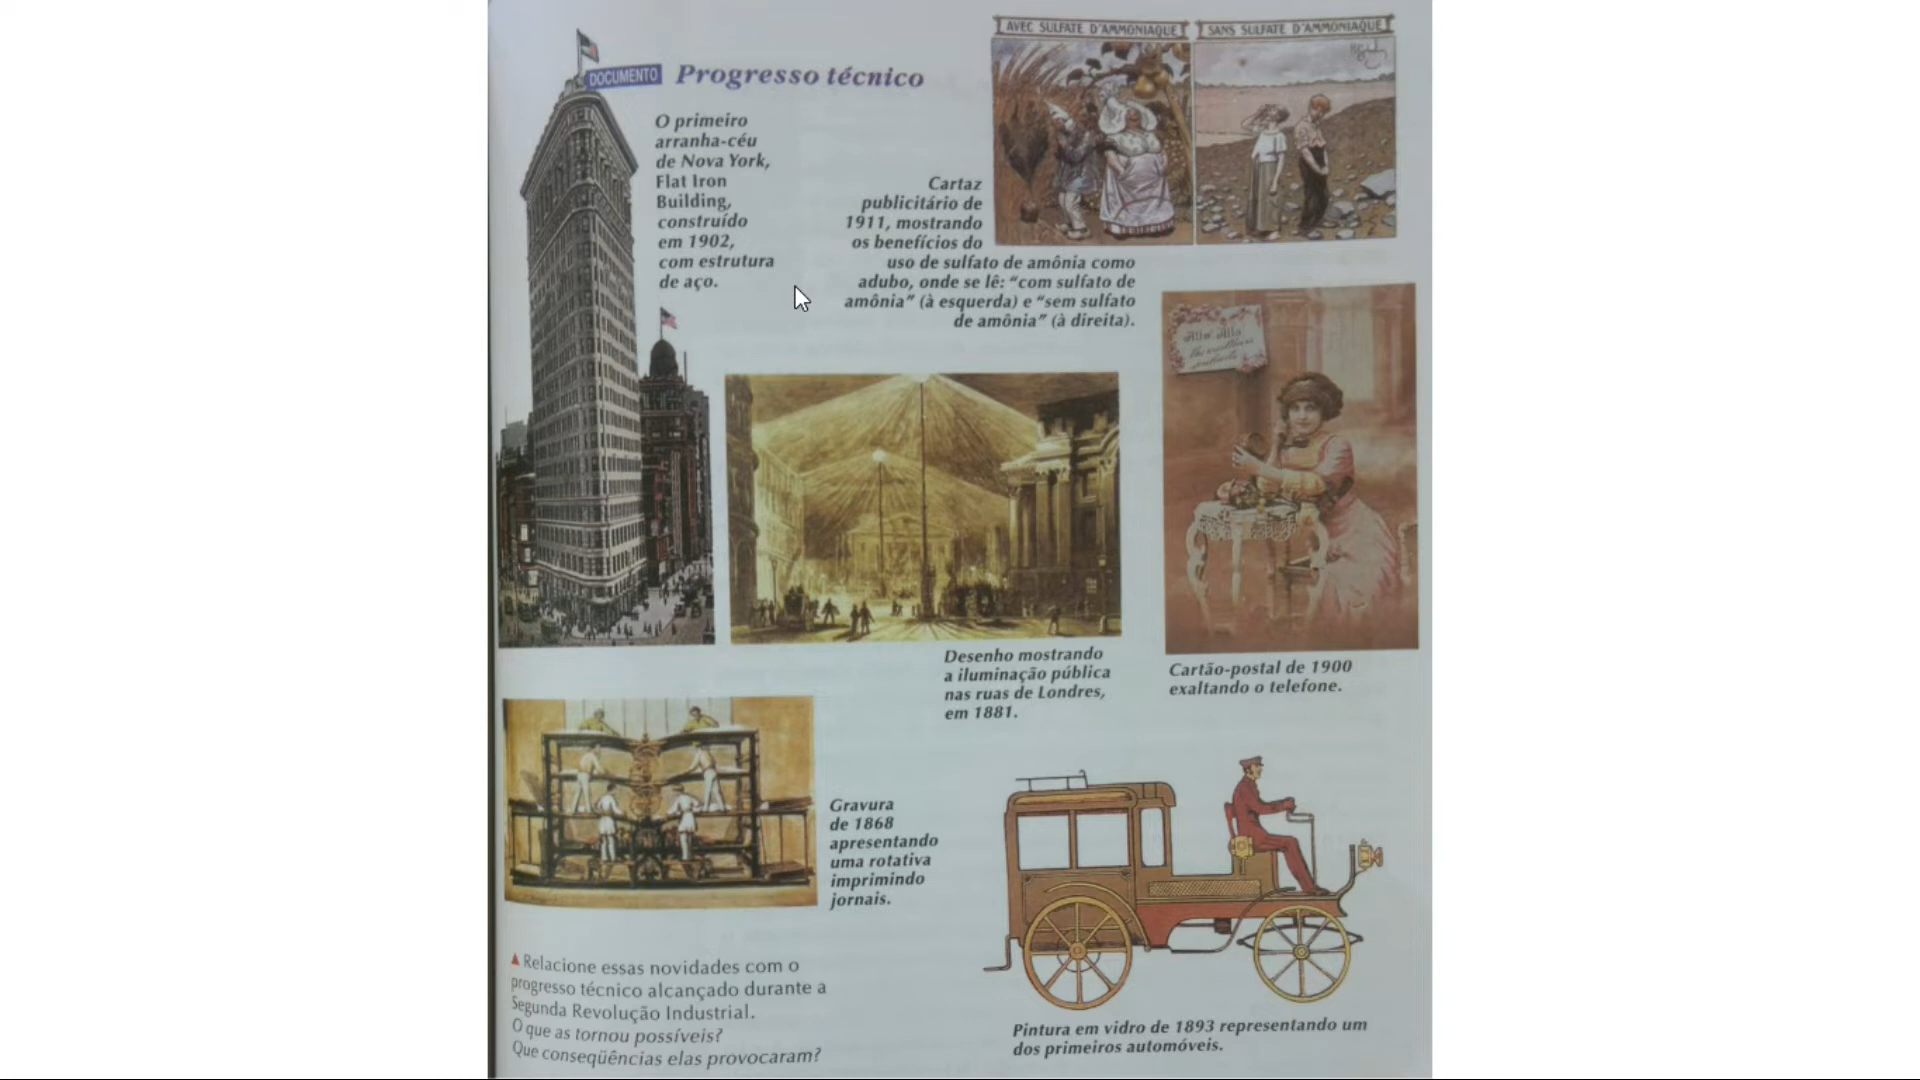 DOCUMENTO Progresso técnico
O primeiro
arranha-céu
de Nova York,
Flat Iron
Building,
construído
em 1902,
com estrutura
de aço.
AVEC SULFATE D'AMMONIAQUE
SANS SULFATE D'AMMONIAQUE
Cartaz
publicitário de
1911, mostrando
os benefícios do
uso de sulfato de amônia como
adubo, onde se lê: “com sulfato de
amônia” (à esquerda) e “sem sulfato
de amônia” (à direita).
Desenho mostrando
a iluminação pública
nas ruas de Londres,
em 1881.
Cartão-postal de 1900
exaltando o telefone.
Gravura
de 1868
apresentando
uma rotativa
imprimindo
jornais.
Pintura em vidro de 1893 representando um
dos primeiros automóveis.
▲ Relacione essas novidades com o
progresso técnico alcançado durante a
Segunda Revolução Industrial.
O que as tornou possíveis?
Que conseqüências elas provocaram?